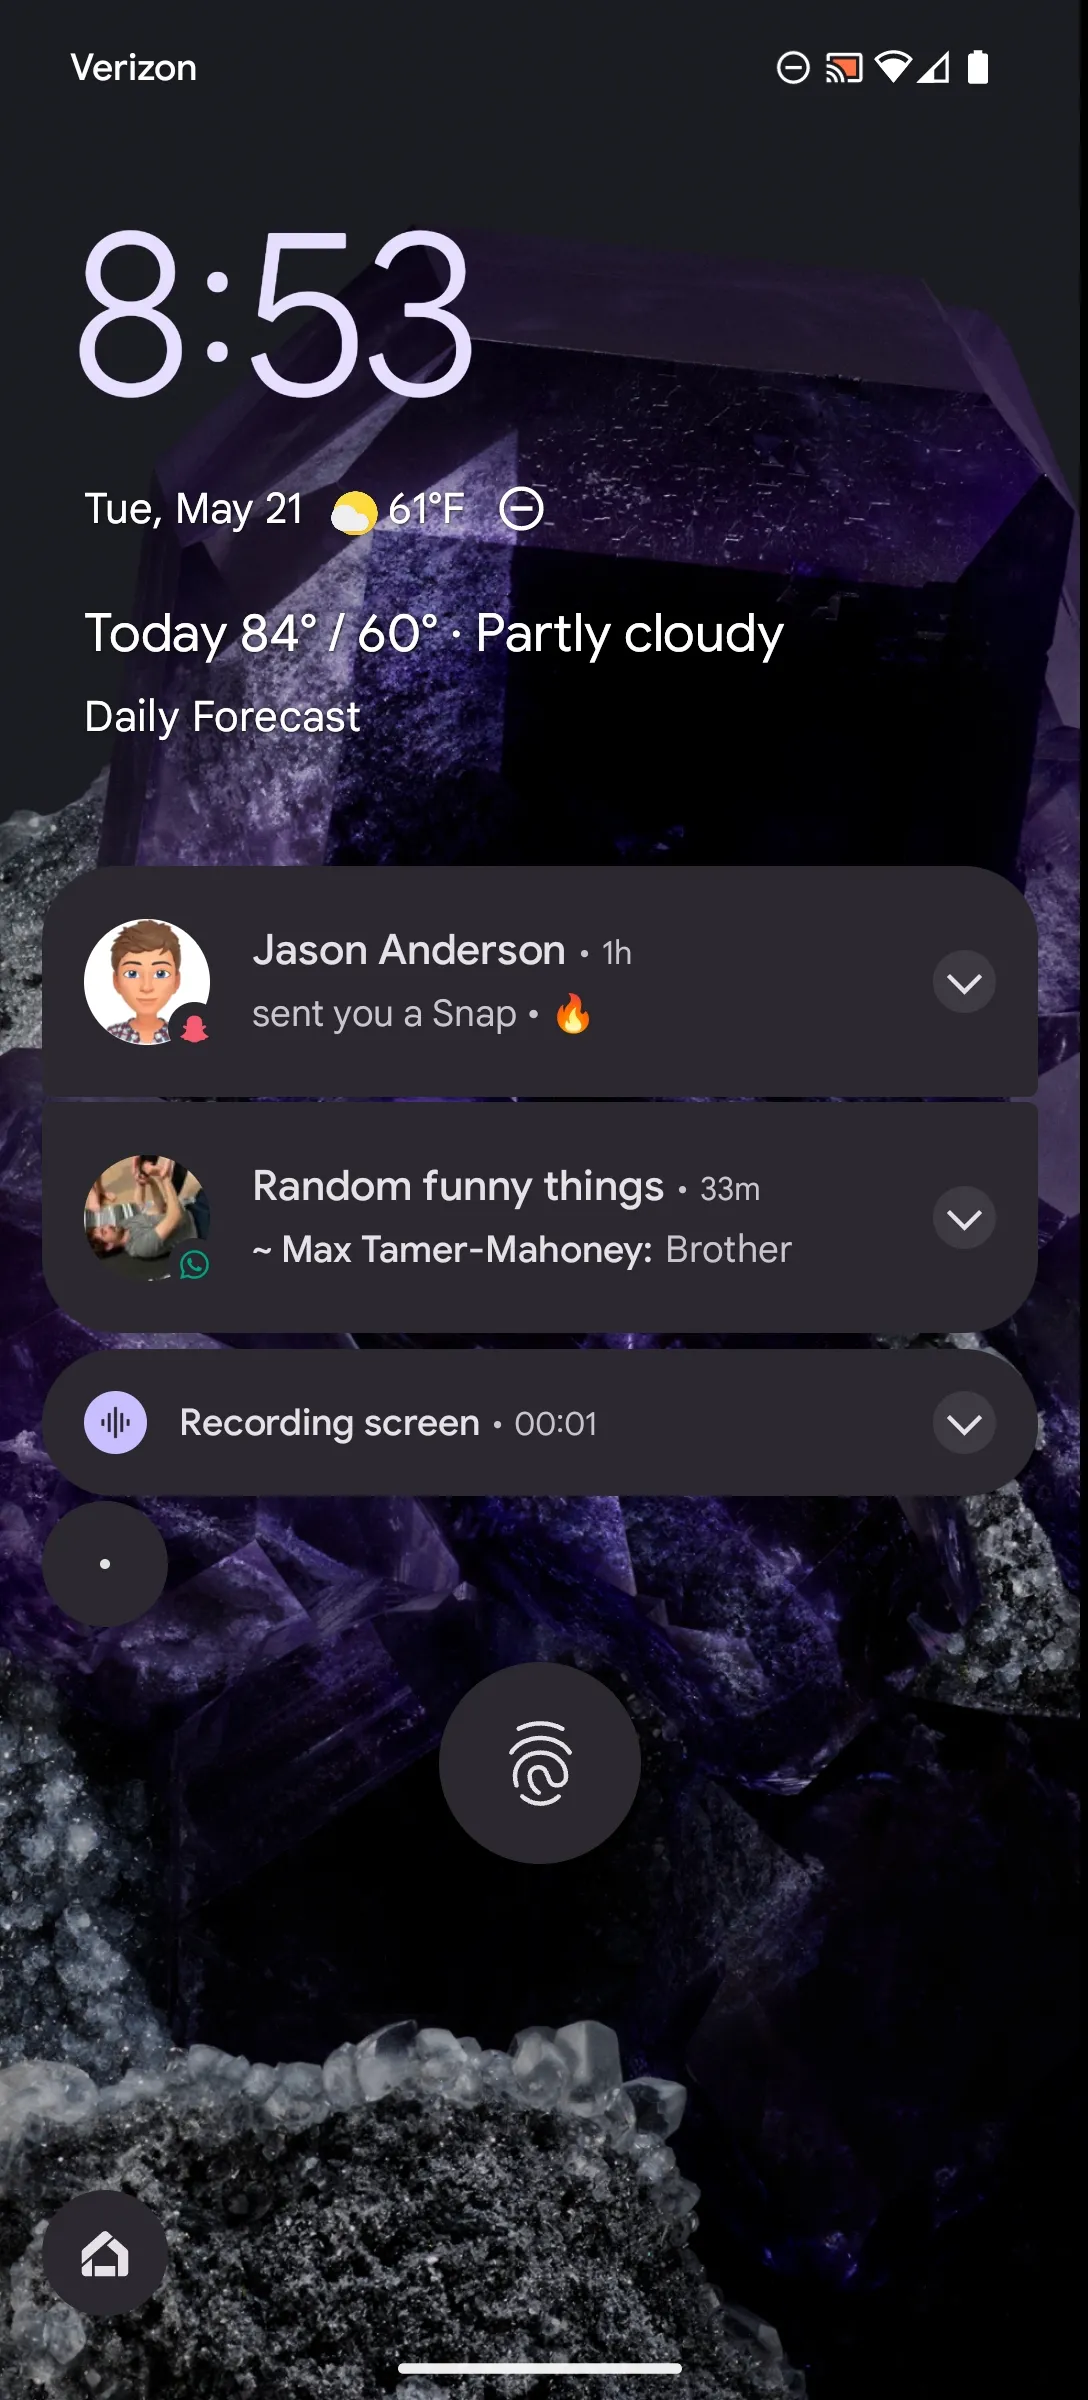 Verizon
8:53
Tue, May 21 61°F
Today 84° / 60° · Partly cloudy
Daily Forecast
Jason Anderson • 1h
sent you a Snap • 🔥
Random funny things • 33m
~ Max Tamer-Mahoney: Brother
Recording screen • 00:01